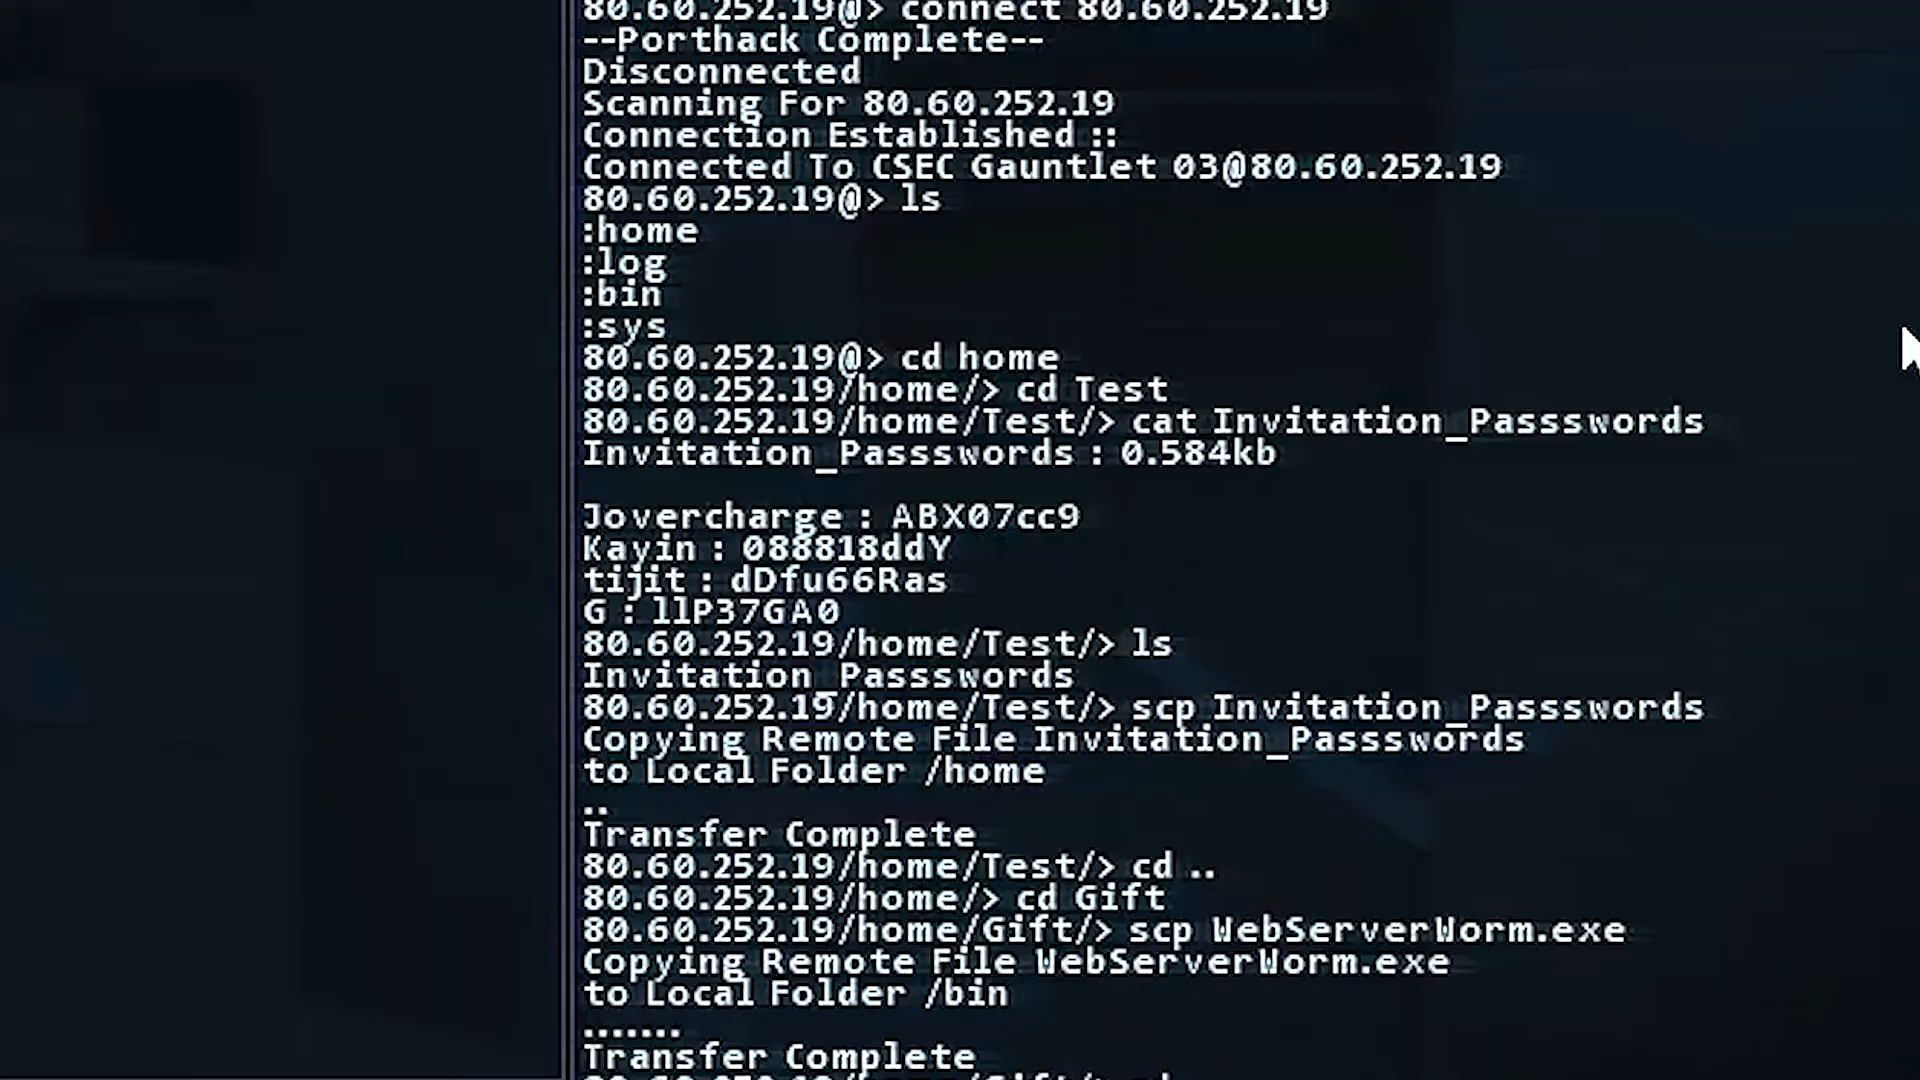 80.60.252.19@> connect 80.60.252.19
--Porthack Complete--
Disconnected
Scanning For 80.60.252.19
Connection Established ::
Connected To CSEC Gauntlet 03@80.60.252.19
80.60.252.19@> ls
:home
:log
:bin
:sys
80.60.252.19@> cd home
80.60.252.19/home/> cd Test
80.60.252.19/home/Test/> cat Invitation_Passswords
Invitation_Passswords : 0.584kb
Jovercharge : ABX07cc9
Kayin : 088818ddY
tijit : dDfu66Ras
G : llP37GA0
80.60.252.19/home/Test/> ls
Invitation_Passswords
80.60.252.19/home/Test/> scp Invitation_Passswords
Copying Remote File Invitation_Passswords
to Local Folder /home
..
Transfer Complete
80.60.252.19/home/Test/> cd ..
80.60.252.19/home/> cd Gift
80.60.252.19/home/Gift/> scp WebServerWorm.exe
Copying Remote File WebServerWorm.exe
to Local Folder /bin
.......
Transfer Complete